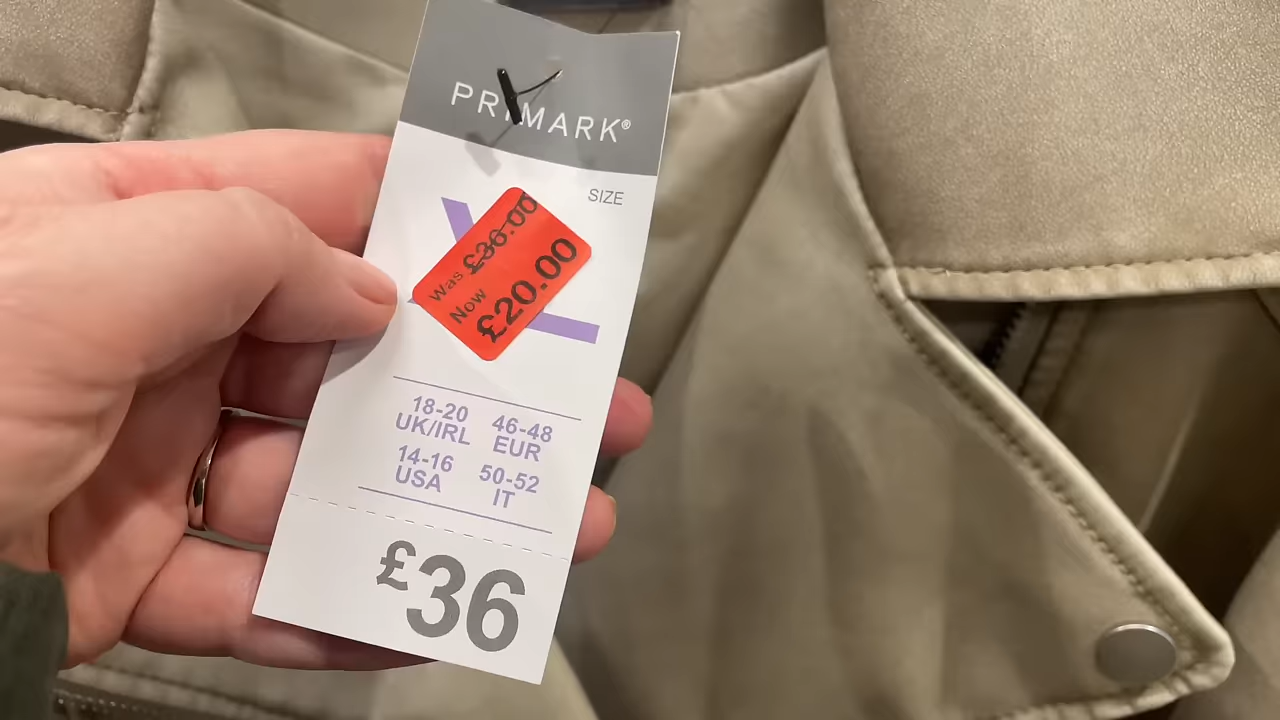 PRIMARK®
SIZE
Was £36.00
Now
£20.00
18-20
UK/IRL
46-48
EUR
14-16
USA
50-52
IT
£36